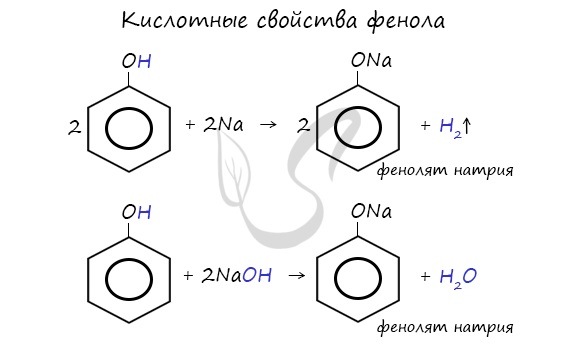 Кислотные свойства фенола
OH
ONa
2
+ 2Na → 2
+ H₂↑
фенолят натрия
OH
ONa
+ 2NaOH →
+ H₂O
фенолят натрия